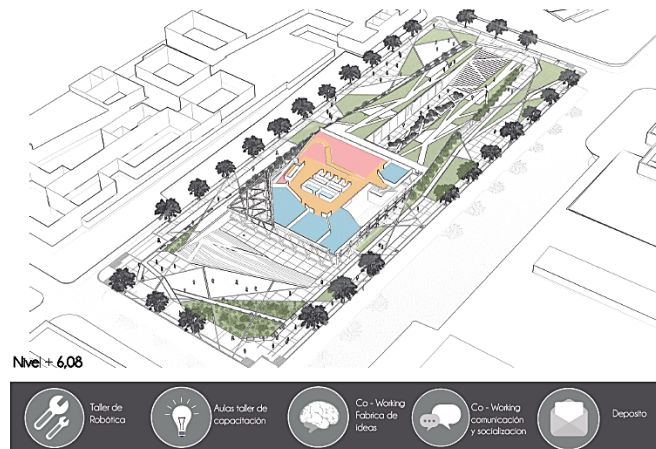 Nivel + 6,08
Taller de
Robótica
Aulas taller de
capacitación
Co - Working
Fabrica de
ideas
Co - Working
comunicación
y socializacion
Deposito